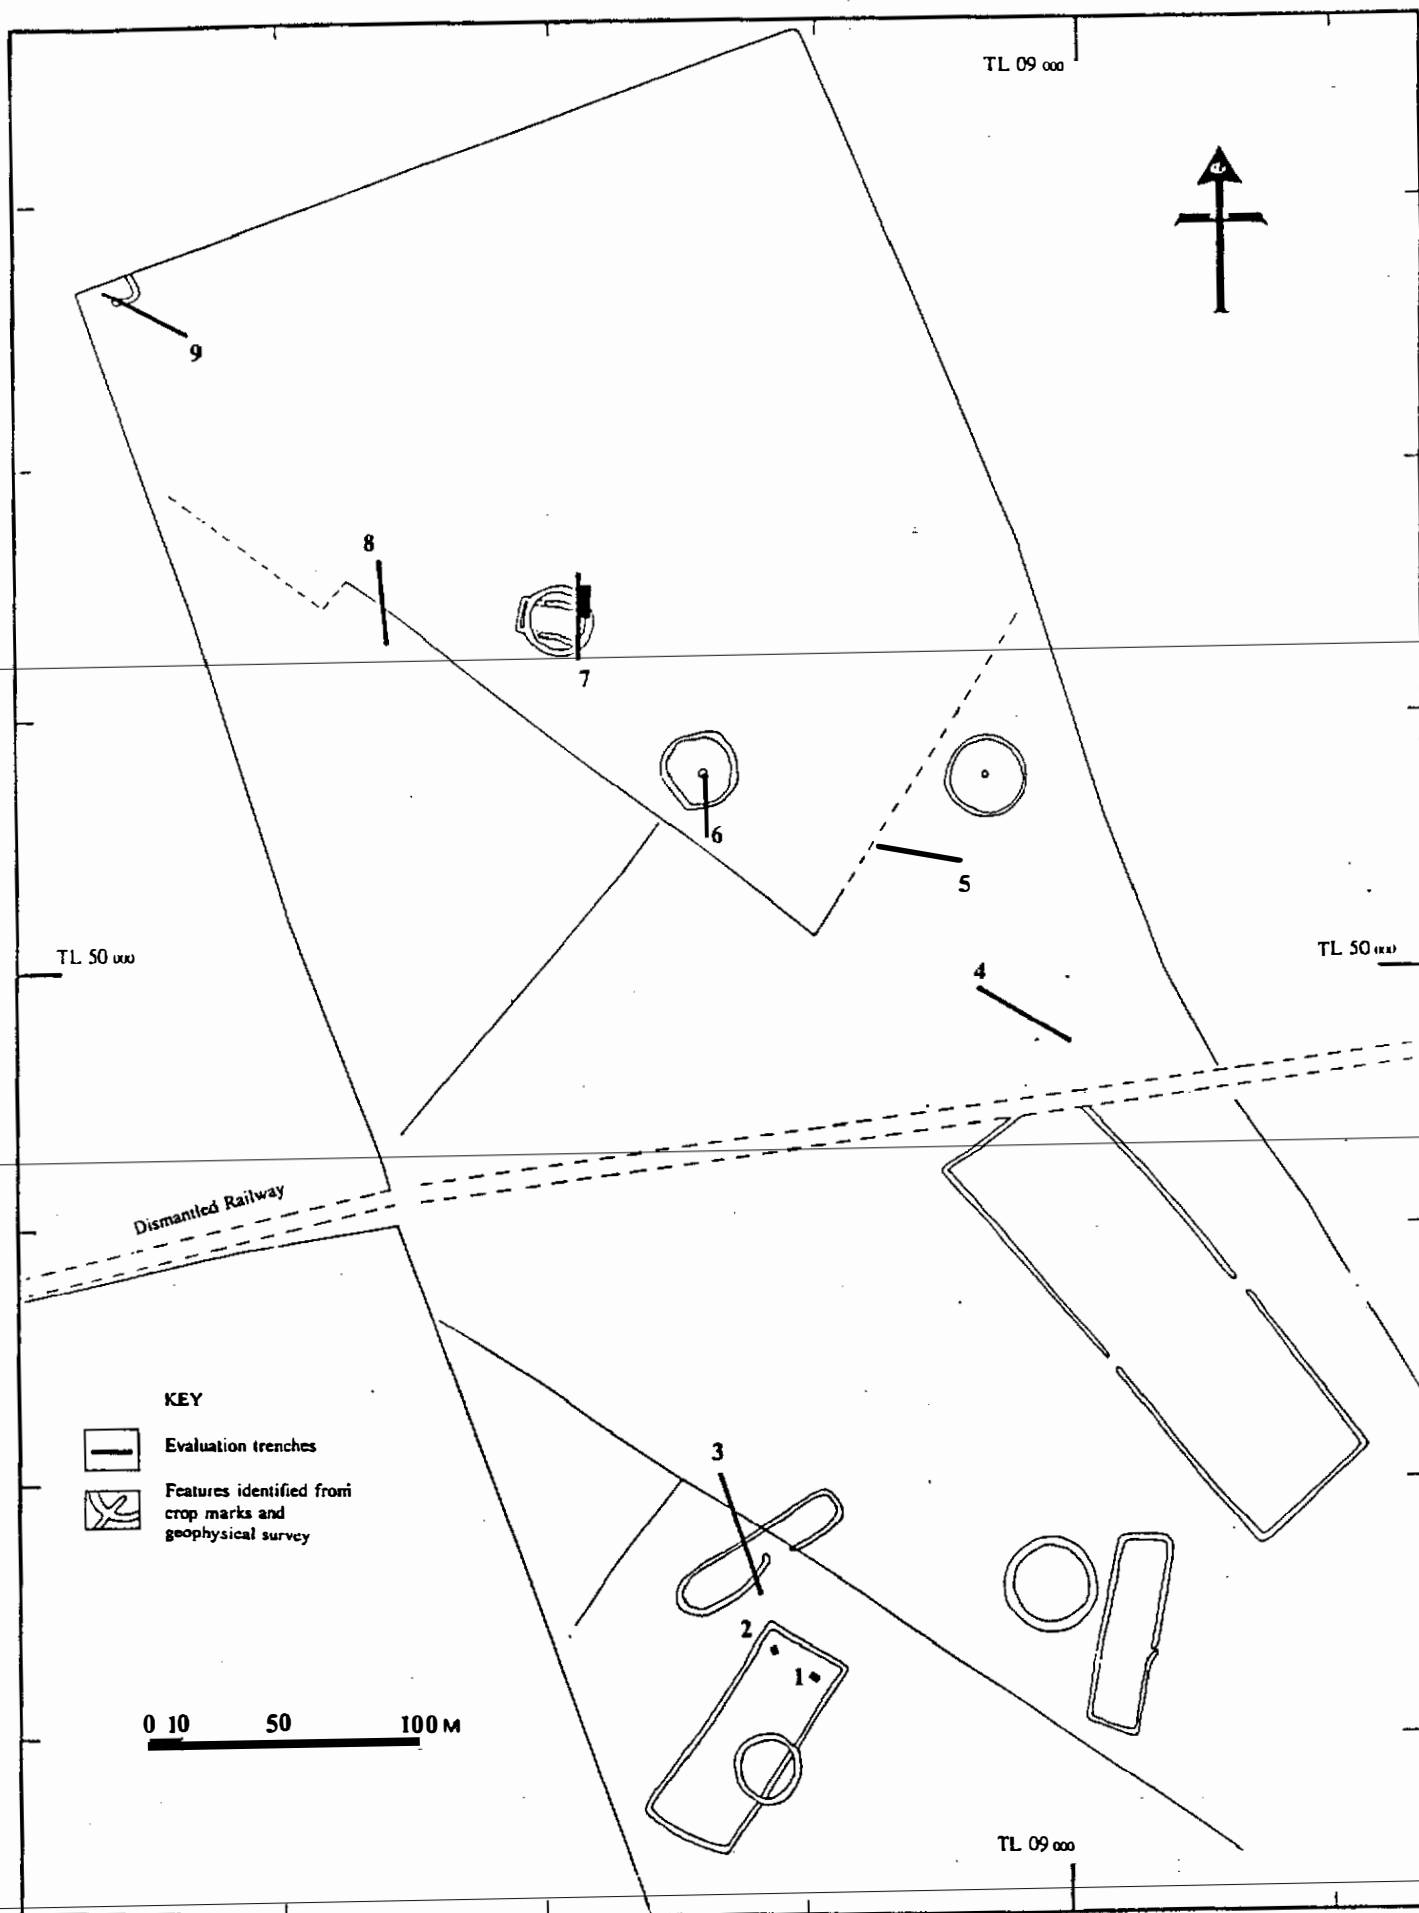 TL 09 000
9
8
7
6
5
TL 50 000
TL 50 000
4
Dismantled Railway
KEY
Evaluation trenches
Features identified from
crop marks and
geophysical survey
3
2
1
0 10 50 100 M
TL 09 000